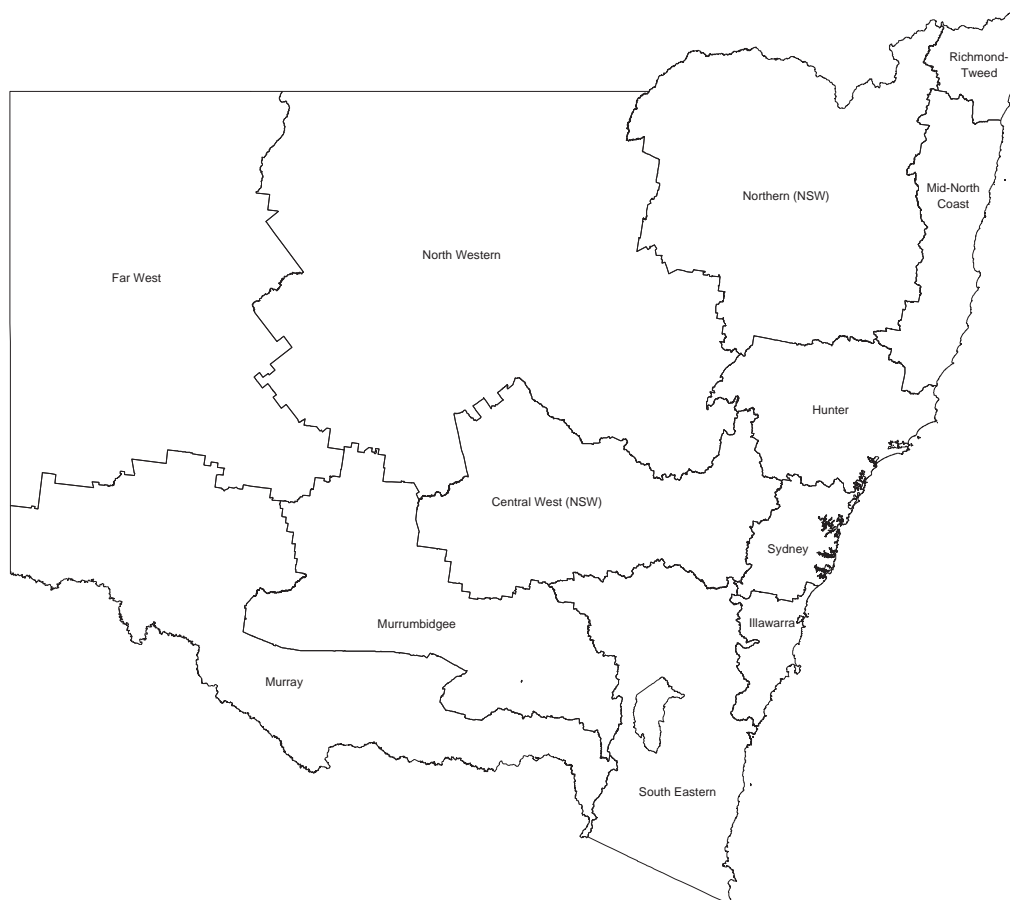 Richmond-
Tweed
Mid-North
Coast
Northern (NSW)
North Western
Far West
Hunter
Central West (NSW)
Sydney
Illawarra
Murrumbidgee
Murray
South Eastern